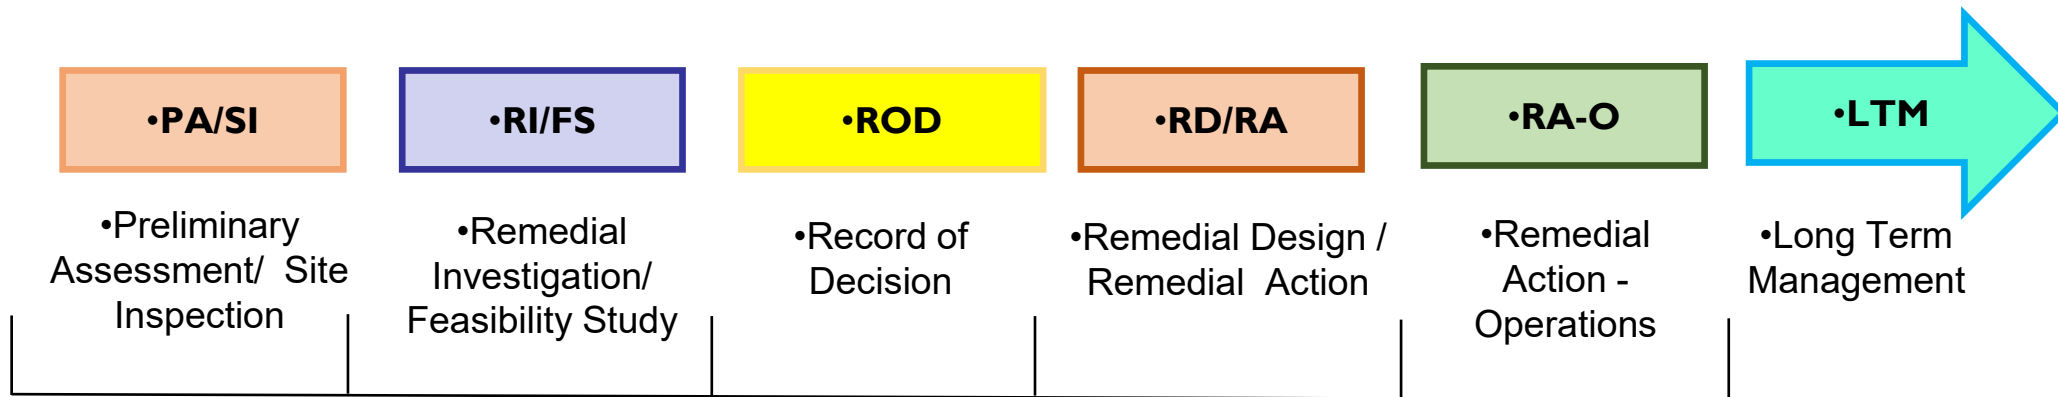 •PA/SI
•RI/FS
•ROD
•RD/RA
•RA-O
•LTM
•Preliminary
Assessment/  Site
Inspection
•Remedial
Investigation/
Feasibility Study
•Record of
Decision
•Remedial Design /
Remedial  Action
•Remedial
Action -
Operations
•Long Term
Management